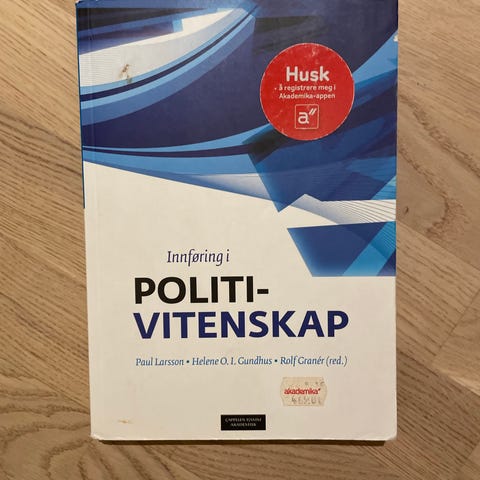 Husk
- å registrere meg i
Akademika-appen
a"
Innføring i
POLITI-
VITENSKAP
Paul Larsson • Helene O. I. Gundhus • Rolf Granér (red.)
akademika"
CAPPELEN DAMM
AKADEMISK